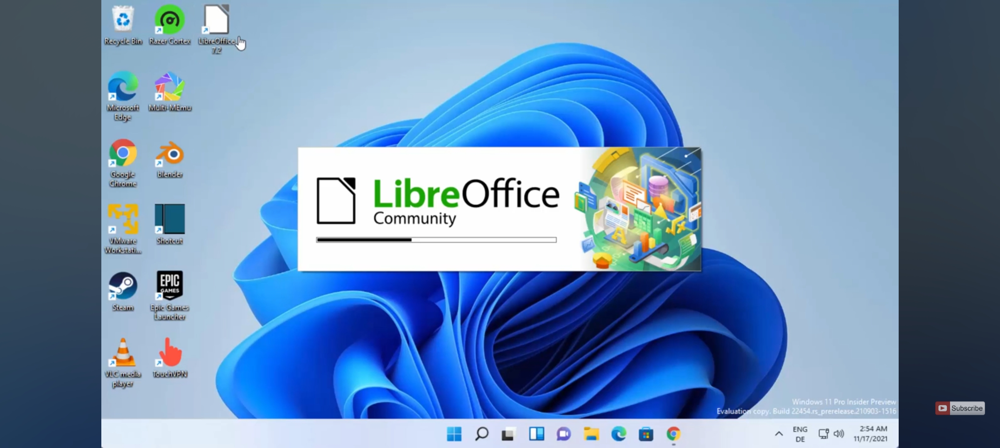 Recycle Bin
Razer Cortex
LibreOffice
7.2
Microsoft
Edge
Multi-MEmu
Google
Chrome
blender
VMware
Workstati...
Shotcut
Steam
EPIC
GAMES
Epic Games
Launcher
VLC media
player
TouchVPN
LibreOffice
Community
Windows 11 Pro Insider Preview
Evaluation copy. Build 22454.rs_prerelease.210903-1516
ENG
DE
2:54 AM
11/17/2021
Subscribe